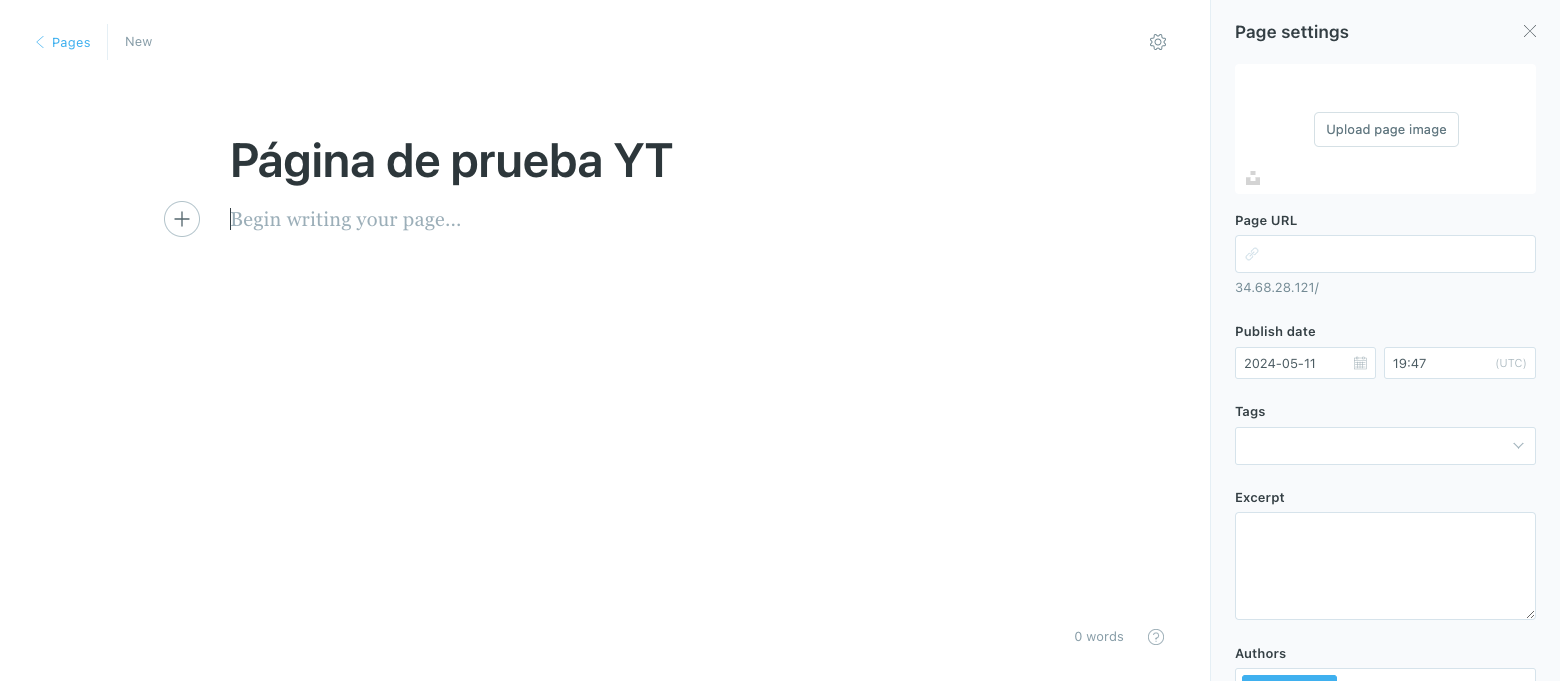 Pages
New
Página de prueba YT
Begin writing your page...
0 words
Page settings
Upload page image
Page URL
34.68.28.121/
Publish date
2024-05-11
19:47
(UTC)
Tags
Excerpt
Authors